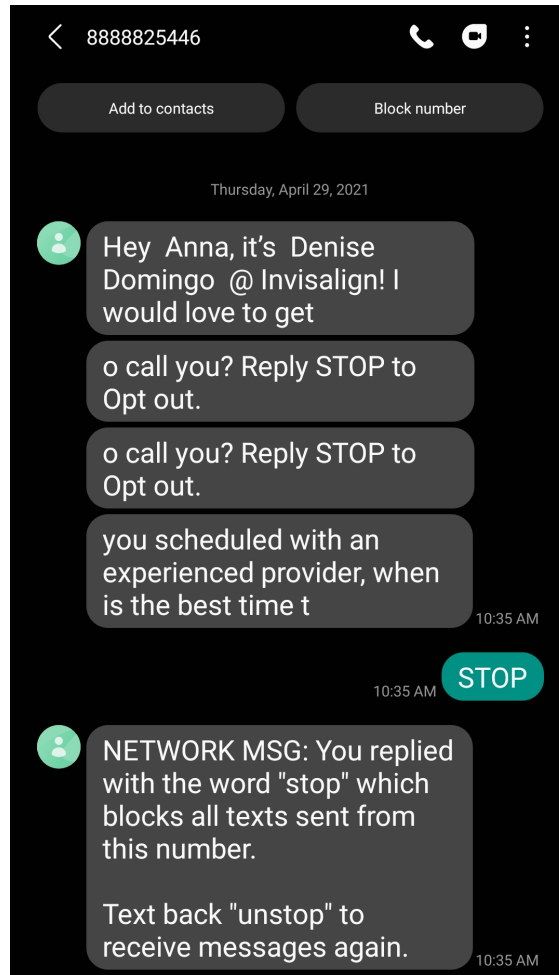 8888825446
Add to contacts
Block number
Thursday, April 29, 2021
Hey  Anna, it’s  Denise
Domingo  @ Invisalign! I
would love to get
o call you? Reply STOP to
Opt out.
o call you? Reply STOP to
Opt out.
you scheduled with an
experienced provider, when
is the best time t
10:35 AM
STOP
10:35 AM
NETWORK MSG: You replied
with the word "stop" which
blocks all texts sent from
this number.
Text back "unstop" to
receive messages again.
10:35 AM